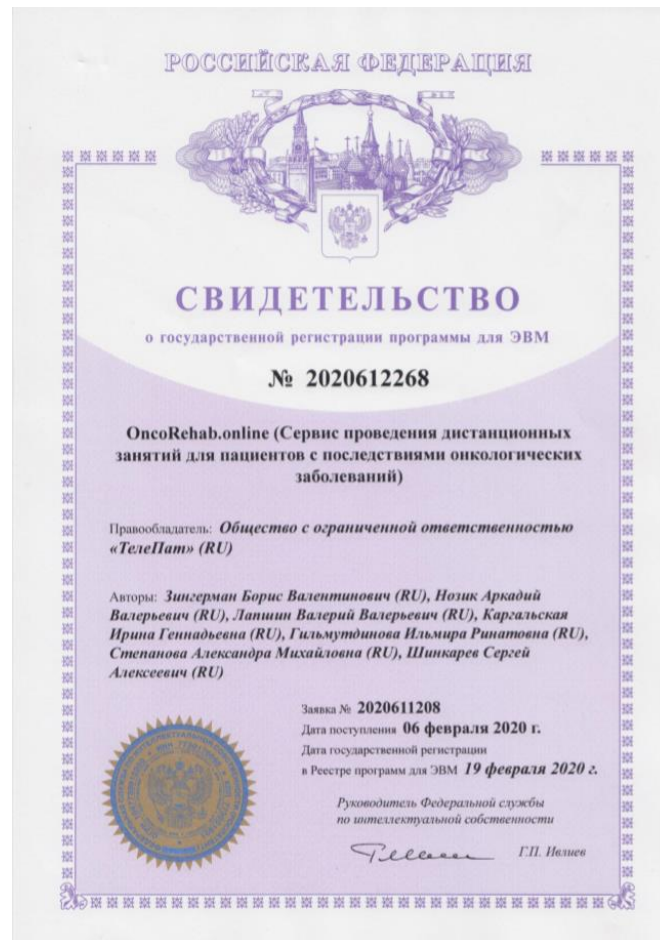 РОССИЙСКАЯ ФЕДЕРАЦИЯ
СВИДЕТЕЛЬСТВО
о государственной регистрации программы для ЭВМ
№ 2020612268
OncoRehab.online (Сервис проведения дистанционных
занятий для пациентов с последствиями онкологических
заболеваний)
Правообладатель: Общество с ограниченной ответственностью
«ТелеПат» (RU)
Авторы: Зингерман Борис Валентинович (RU), Нозик Аркадий
Валерьевич (RU), Лапшин Валерий Валерьевич (RU), Каргальская
Ирина Геннадьевна (RU), Гильмутдинова Ильмира Ринатовна (RU),
Степанова Александра Михайловна (RU), Шинкарев Сергей
Алексеевич (RU)
Заявка № 2020611208
Дата поступления 06 февраля 2020 г.
Дата государственной регистрации
в Реестре программ для ЭВМ 19 февраля 2020 г.
Руководитель Федеральной службы
по интеллектуальной собственности
Г.П. Ивлиев